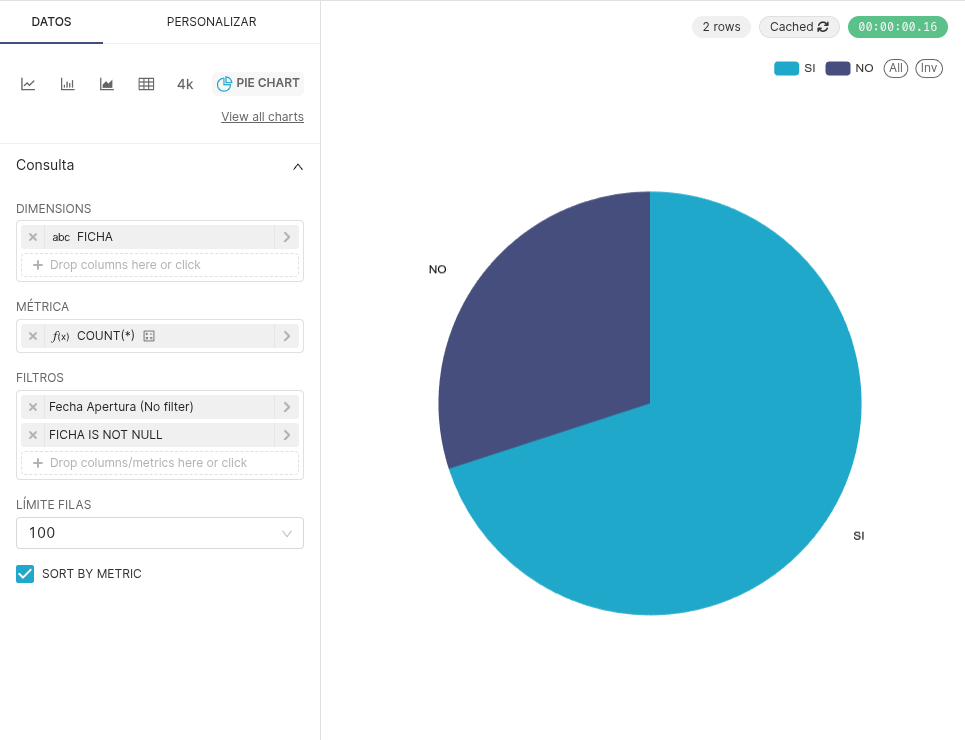 DATOS
PERSONALIZAR
4k
PIE CHART
View all charts
Consulta
DIMENSIONS
abc FICHA
Drop columns here or click
MÉTRICA
f(x) COUNT(*)
FILTROS
Fecha Apertura (No filter)
FICHA IS NOT NULL
Drop columns/metrics here or click
LÍMITE FILAS
100
SORT BY METRIC
2 rows
Cached
00:00:00.16
SI
NO
All
Inv
NO
SI